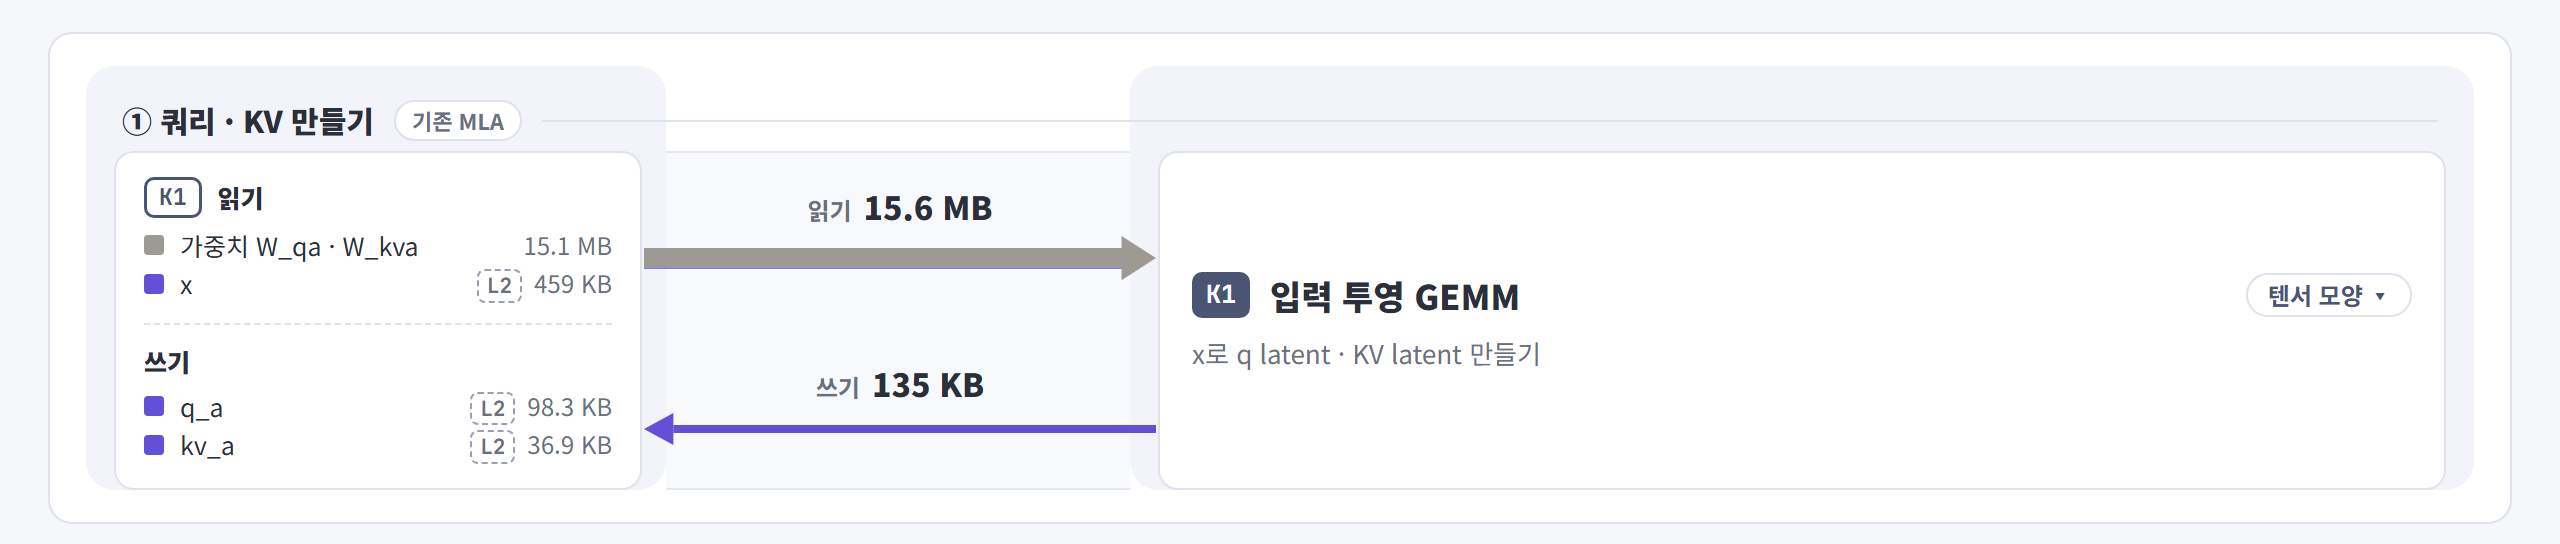 ① 쿼리 · KV 만들기 기존 MLA
K1 읽기
가중치 W_qa · W_kva 15.1 MB
x L2 459 KB
쓰기
q_a L2 98.3 KB
kv_a L2 36.9 KB
읽기 15.6 MB
쓰기 135 KB
K1 입력 투영 GEMM
x로 q latent · KV latent 만들기
텐서 모양 ▾